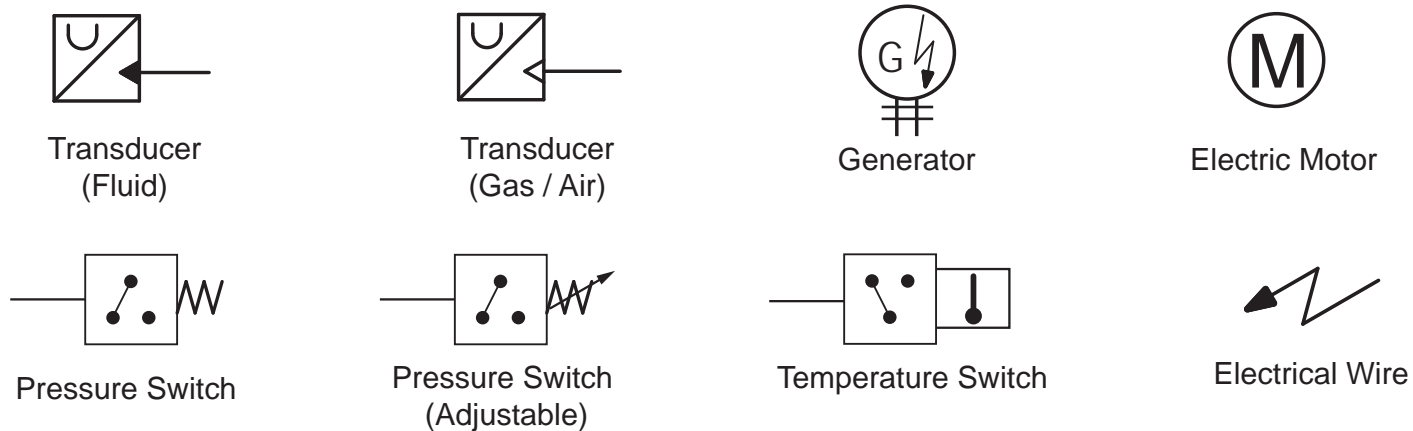 U
U
G
M
Transducer
(Fluid)
Transducer
(Gas / Air)
Generator
Electric Motor
Pressure Switch
Pressure Switch
(Adjustable)
Temperature Switch
Electrical Wire